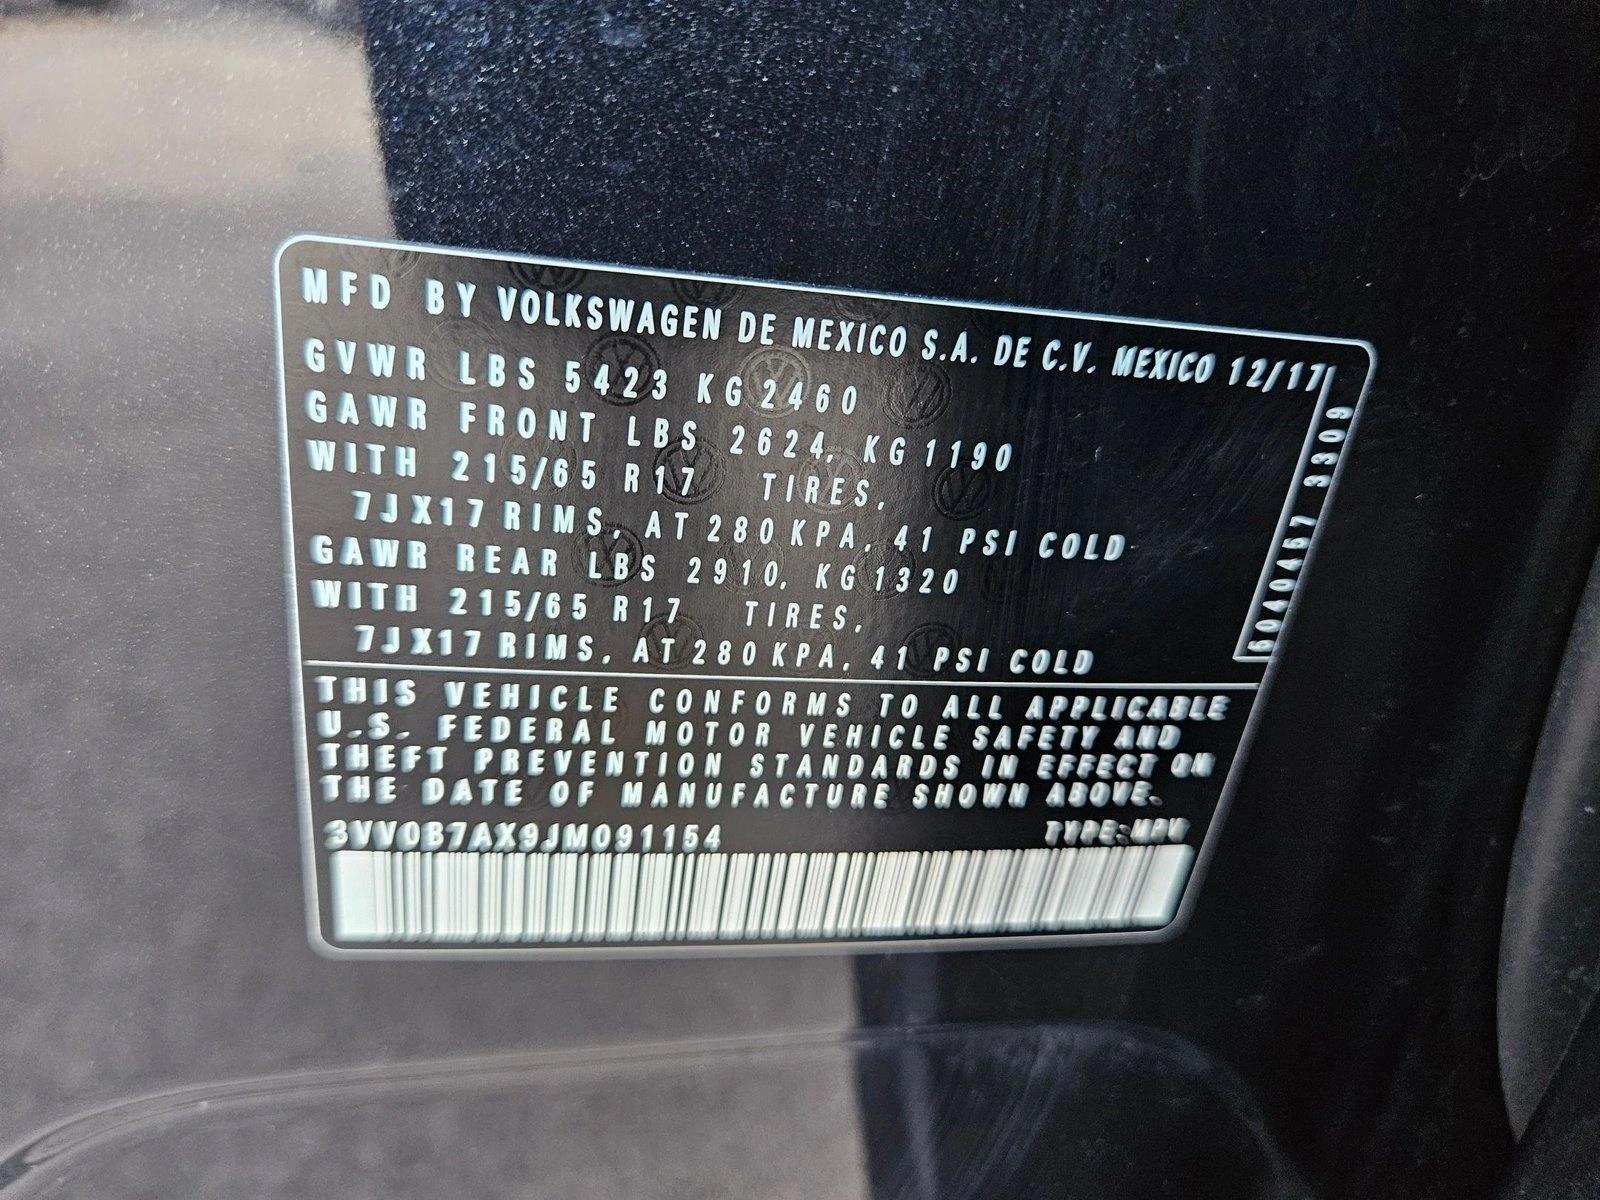 MFD BY VOLKSWAGEN DE MEXICO S.A. DE C.V. MEXICO 12/17
GVWR LBS 5423 KG 2460
GAWR FRONT LBS 2624, KG 1190
WITH 215/65 R17 TIRES,
7JX17 RIMS, AT 280 KPA, 41 PSI COLD
GAWR REAR LBS 2910, KG 1320
WITH 215/65 R17 TIRES,
7JX17 RIMS, AT 280 KPA, 41 PSI COLD
5040457 3309
THIS VEHICLE CONFORMS TO ALL APPLICABLE
U.S. FEDERAL MOTOR VEHICLE SAFETY AND
THEFT PREVENTION STANDARDS IN EFFECT ON
THE DATE OF MANUFACTURE SHOWN ABOVE.
3VV0B7AX9JM091154 TYPE:MPV